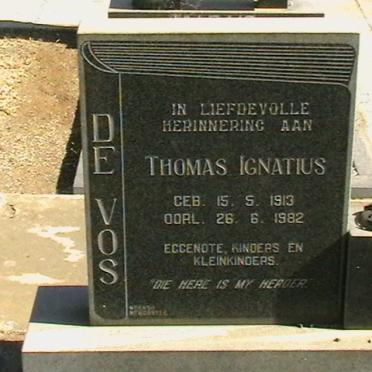 DE VOS
IN LIEFDEVOLLE
HERINNERING AAN
THOMAS IGNATIUS
GEB. 15. 5. 1913
OORL. 26. 6. 1982
EGGENOTE, KINDERS EN
KLEINKINDERS.
"DIE HERE IS MY HERDER
NEWCASTLE